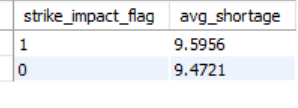 strike_impact_flag avg_shortage
1 9.5956
0 9.4721